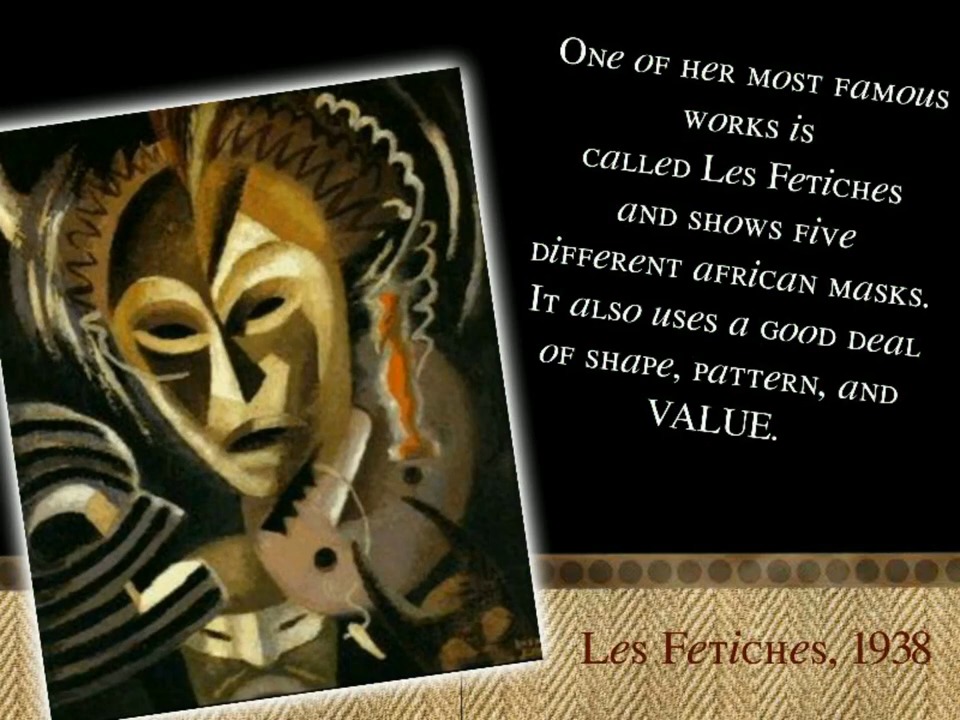 One of her most famous
works is
called Les Fetiches
and shows five
different african masks.
It also uses a good deal
of shape, pattern, and
VALUE.
Les Fetiches, 1938